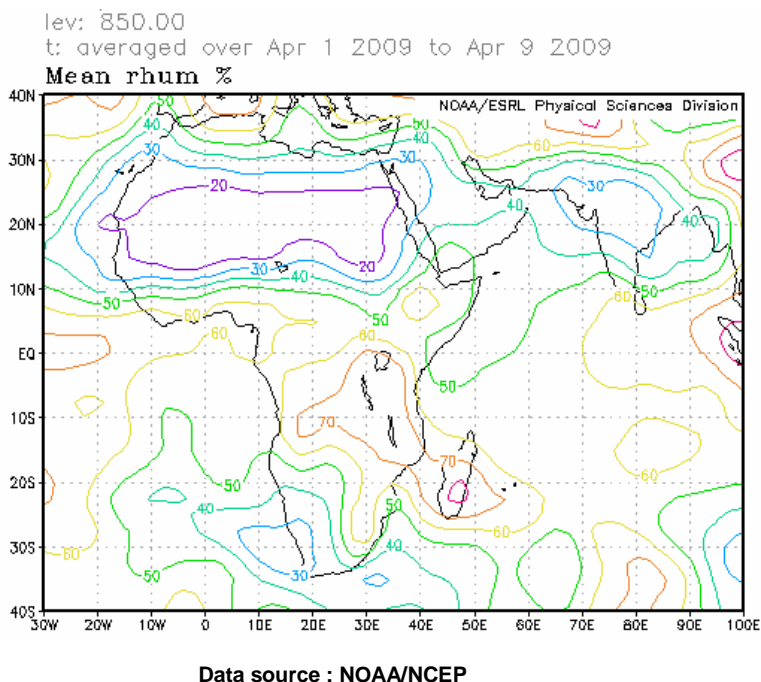 lev: 850.00
t: averaged over Apr 1 2009 to Apr 9 2009
Mean rhum %
NOAA/ESRL Physical Sciences Division
40N
30N
20N
10N
EQ
10S
20S
30S
40S
50
40
30
20
20
30
40
50
60
60
50
40
30
60
30
40
40
50
60
50
60
70
70
60
60
50
40
50
60
30
40
50
60
50
30W 20W 10W 0 10E 20E 30E 40E 50E 60E 70E 80E 90E 100E
Data source : NOAA/NCEP